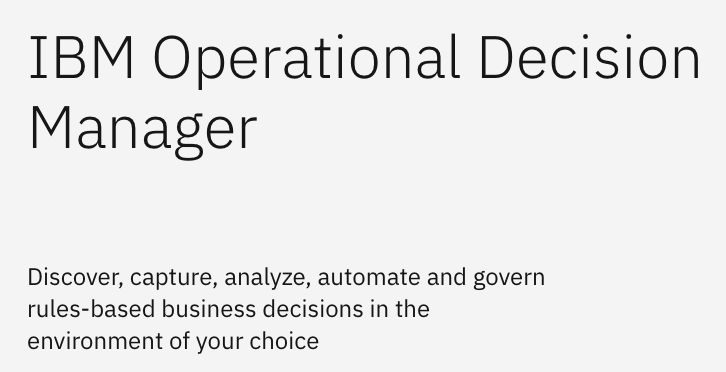 IBM Operational Decision
Manager
Discover, capture, analyze, automate and govern
rules-based business decisions in the
environment of your choice